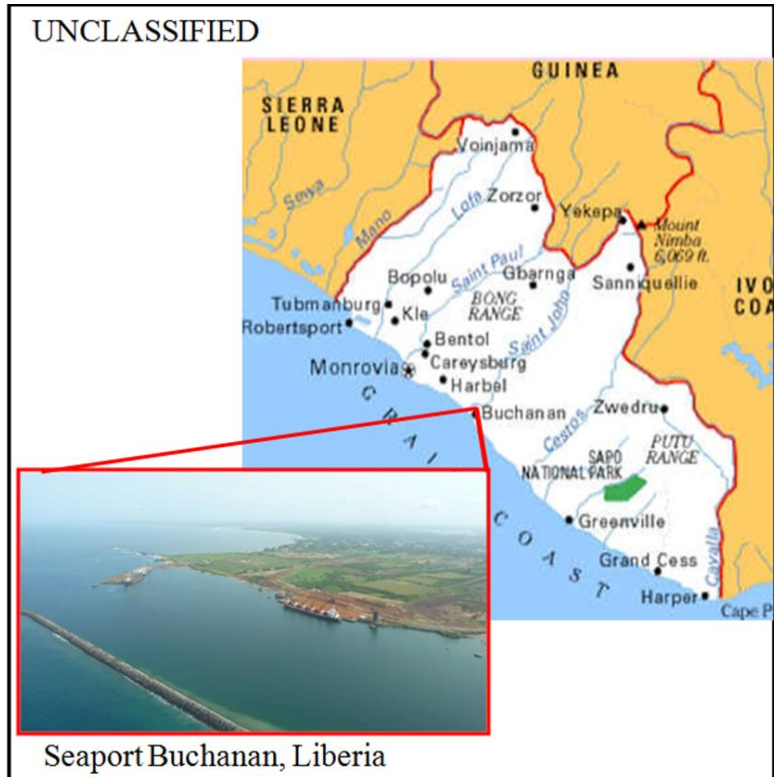 UNCLASSIFIED
GUINEA
SIERRA
LEONE
Voinjama
Sewa
Mano
Lofa
Zorzor
Yekepa
Mount
Nimba
6,069 ft.
Saint Paul
Gbarnga
Sanniquellie
IVO
COA
Bopolu
BONG
RANGE
Saint John
Tubmanburg
Kle
Robertsport
Bentol
Careysburg
Monrovia
Harbel
Buchanan
Zwedru
Cestos
PUTU
RANGE
SAPO
NATIONAL PARK
GRAI COAST
Greenville
Grand Cess
Cavalla
Harper
Cape P
Seaport Buchanan, Liberia